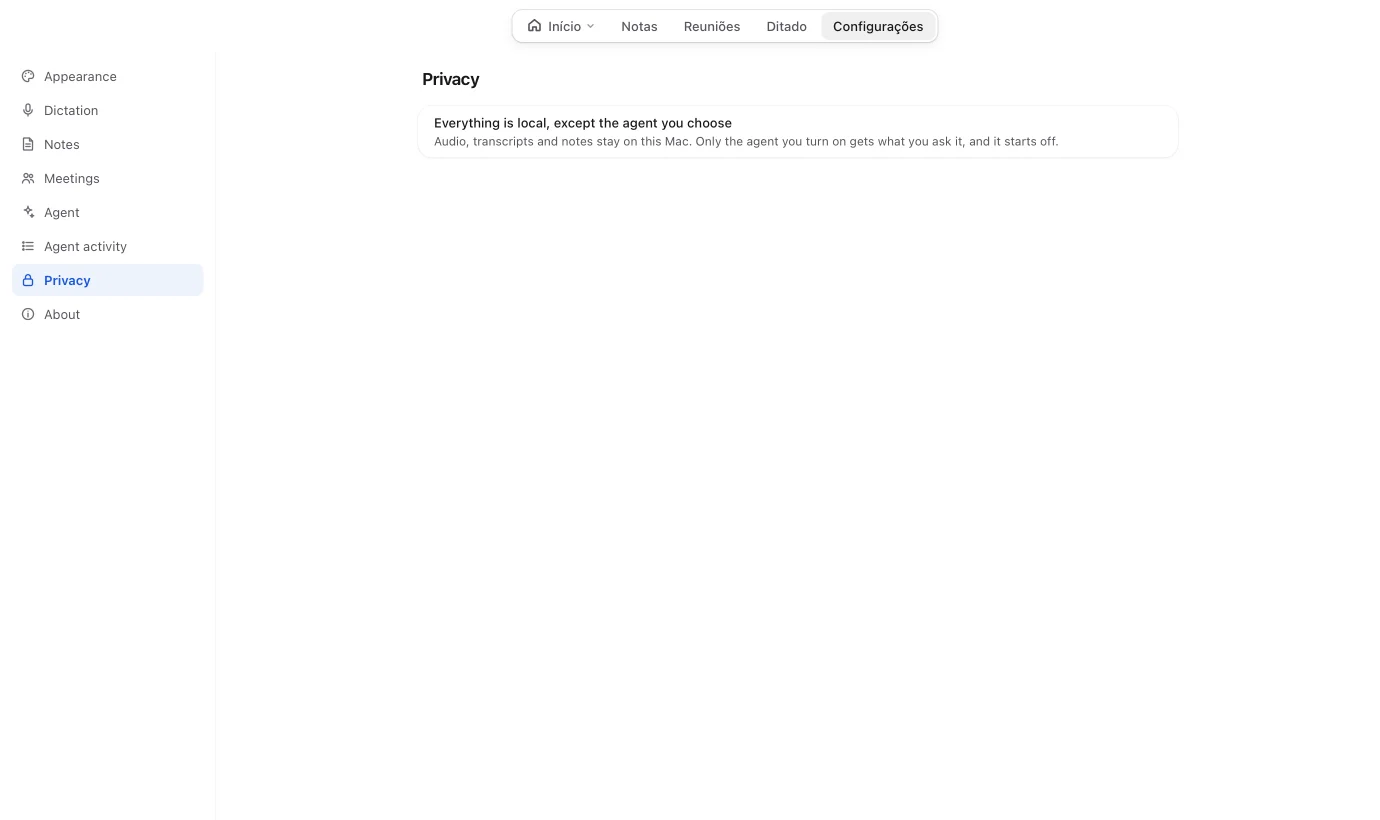 Início
Notas
Reuniões
Ditado
Configurações
Appearance
Dictation
Notes
Meetings
Agent
Agent activity
Privacy
About
Privacy
Everything is local, except the agent you choose
Audio, transcripts and notes stay on this Mac. Only the agent you turn on gets what you ask it, and it starts off.